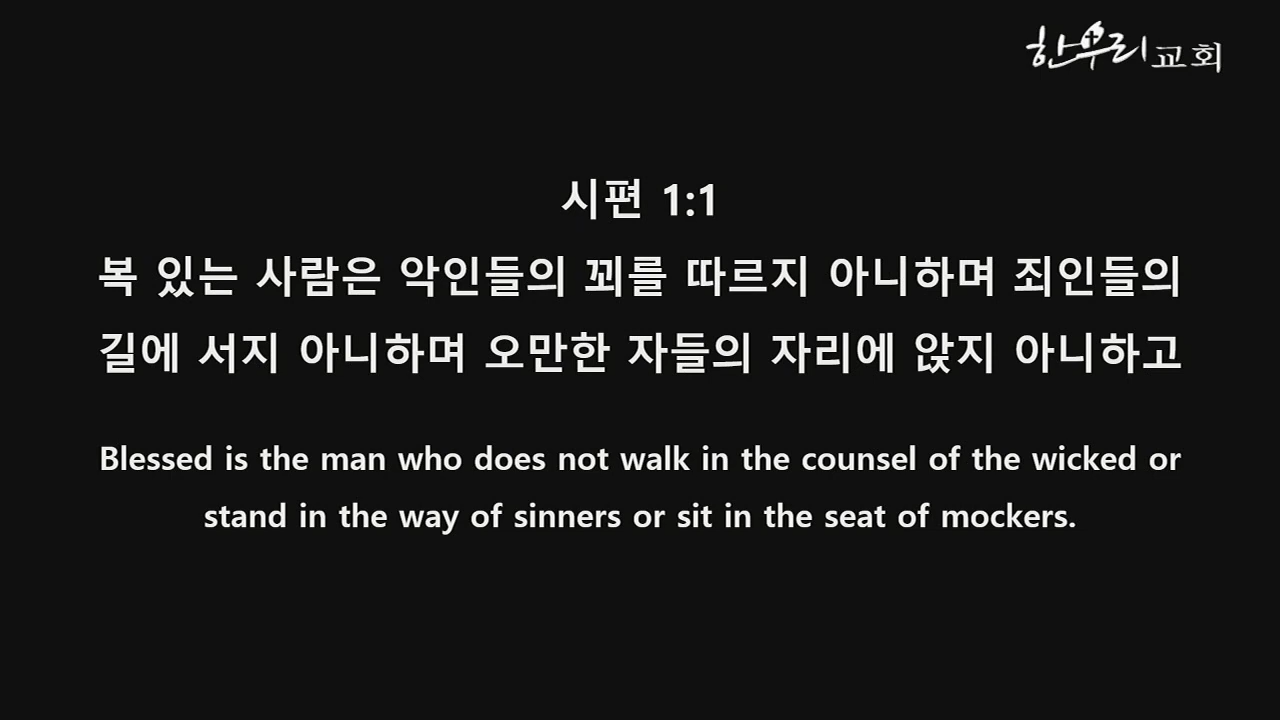 한우리교회
시편 1:1
복 있는 사람은 악인들의 꾀를 따르지 아니하며 죄인들의
길에 서지 아니하며 오만한 자들의 자리에 앉지 아니하고
Blessed is the man who does not walk in the counsel of the wicked or
stand in the way of sinners or sit in the seat of mockers.